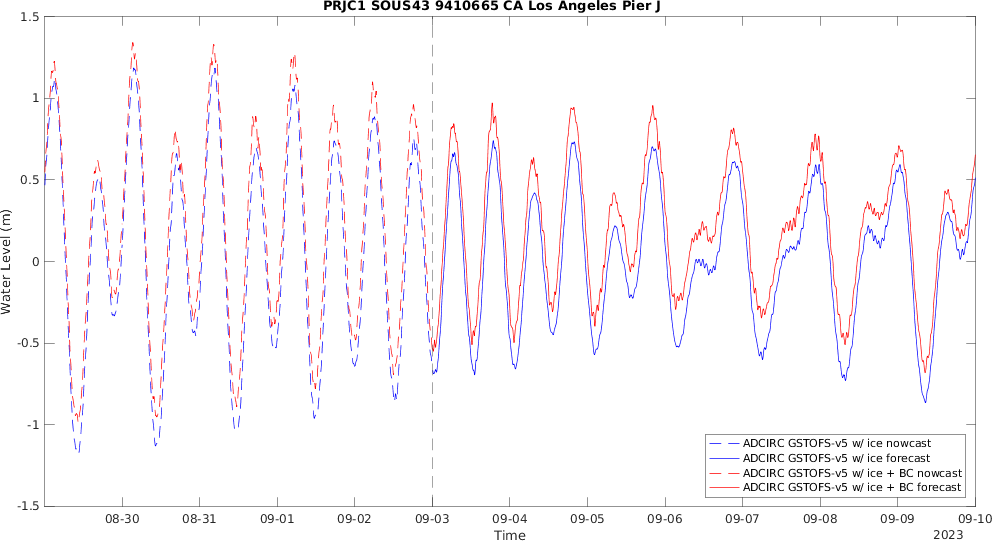 PRJC1 SOUS43 9410665 CA Los Angeles Pier J
1.5
1
0.5
0
-0.5
-1
-1.5
Water Level (m)
ADCIRC GSTOFS-v5 w/ ice nowcast
ADCIRC GSTOFS-v5 w/ ice forecast
ADCIRC GSTOFS-v5 w/ ice + BC nowcast
ADCIRC GSTOFS-v5 w/ ice + BC forecast
08-30 08-31 09-01 09-02 09-03 09-04 09-05 09-06 09-07 09-08 09-09 09-10
Time
2023